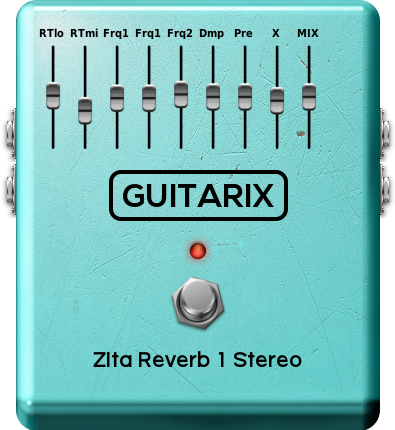 RTlo RTmi Frq1 Frq1 Frq2 Dmp Pre X MIX
GUITARIX
ZIta Reverb 1 Stereo